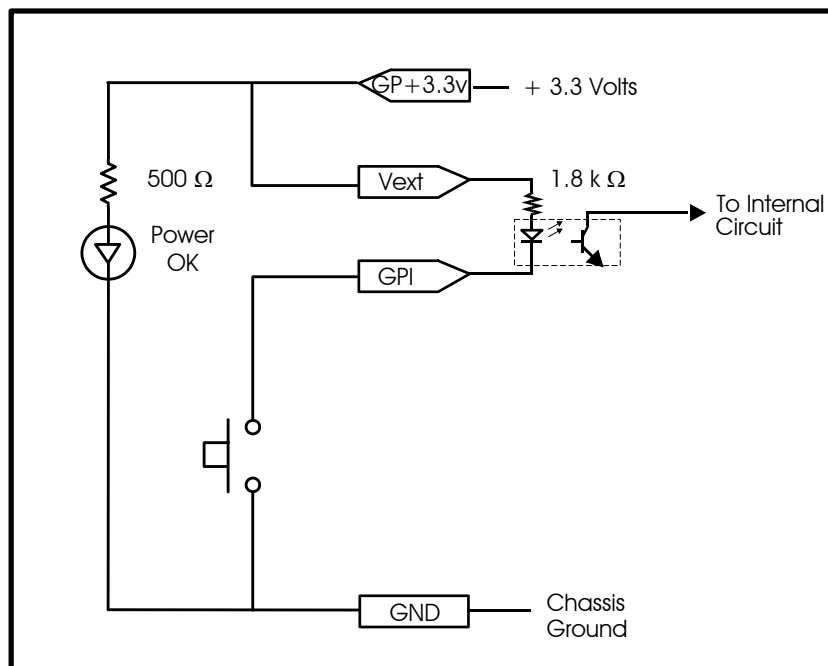 GP+3.3v
+ 3.3 Volts
500 Ω
Vext
1.8 k Ω
To Internal
Circuit
Power
OK
GPI
GND
Chassis
Ground